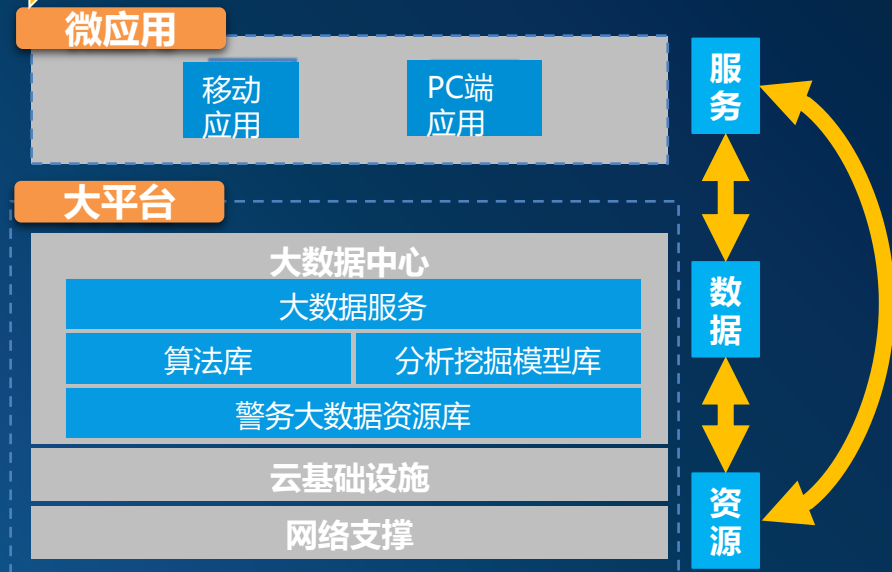 微应用
移动
应用
PC端
应用
大平台
大数据中心
大数据服务
算法库
分析挖掘模型库
警务大数据资源库
云基础设施
网络支撑
服
务
数
据
资
源